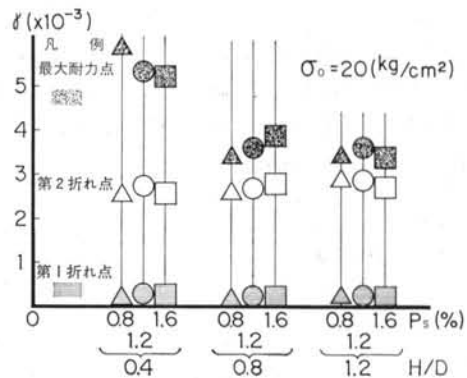 γ(×10⁻³)
凡 例
最大耐力点
σ₀=20(kg/cm²)
5
4
3
第2折れ点
2
1
第1折れ点
0
0 0.8 1.6 0.8 1.6 0.8 1.6 Ps(%)
1.2 1.2 1.2
0.4 0.8 1.2 H/D